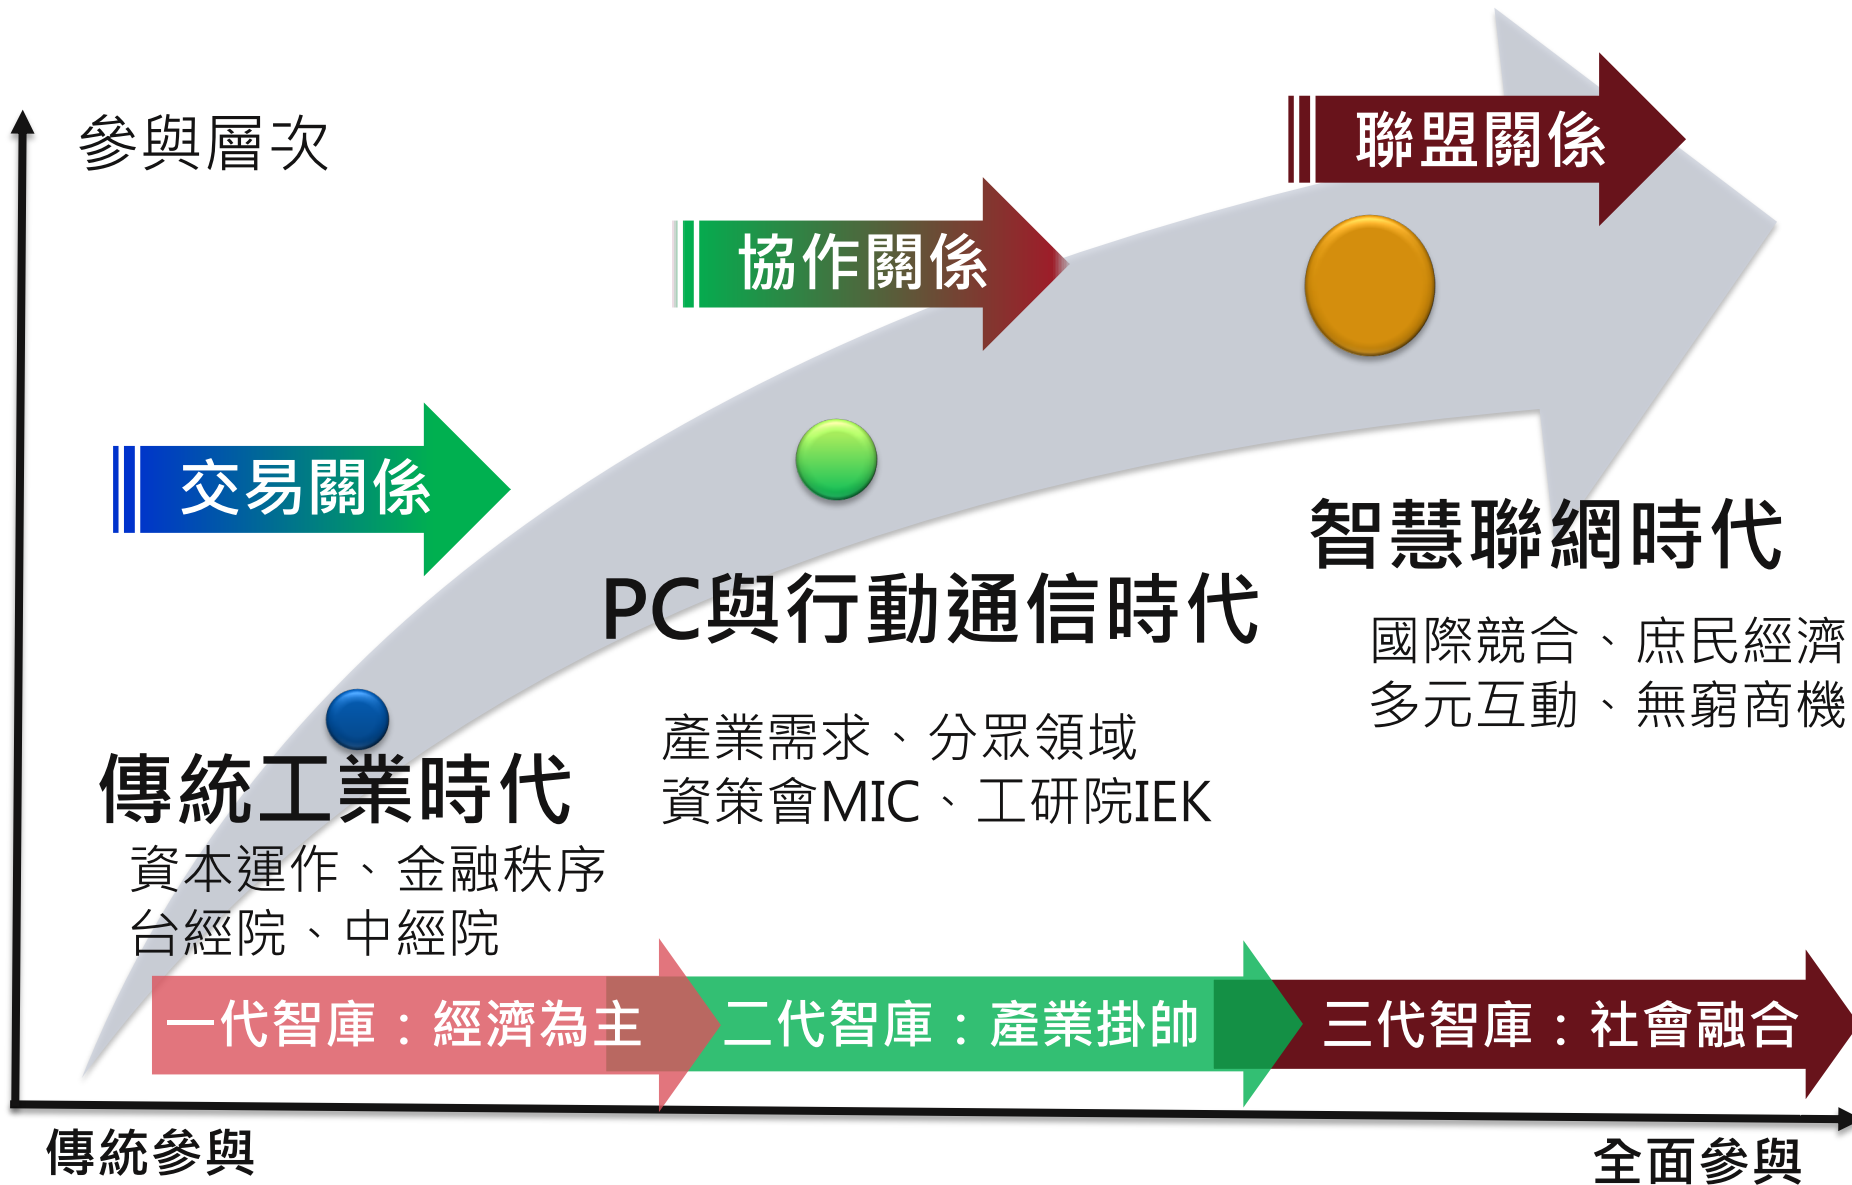 參與層次
聯盟關係
協作關係
交易關係
智慧聯網時代
國際競合、庶民經濟
多元互動、無窮商機
PC與行動通信時代
產業需求、分眾領域
資策會MIC、工研院IEK
傳統工業時代
資本運作、金融秩序
台經院、中經院
一代智庫：經濟為主
二代智庫：產業掛帥
三代智庫：社會融合
傳統參與
全面參與